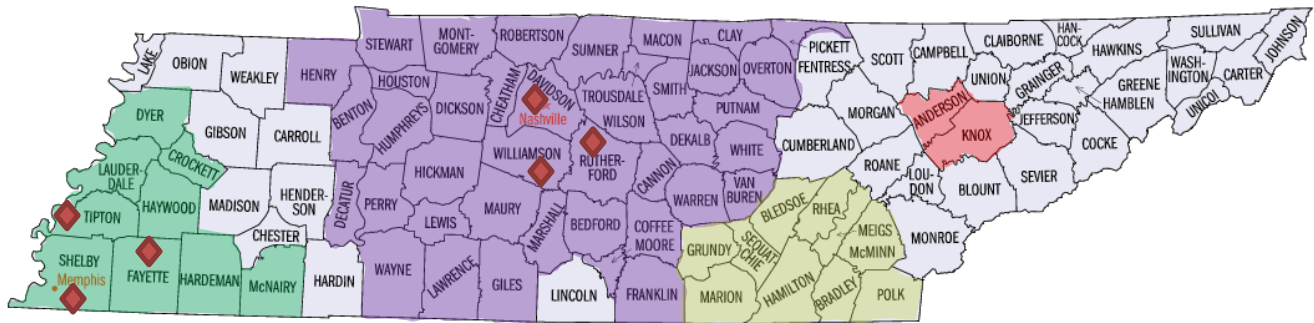 LAKE
OBION
WEAKLEY
HENRY
STEWART
MONT-
GOMERY
ROBERTSON
SUMNER
MACON
CLAY
PICKETT
FENTRESS
SCOTT
CAMPBELL
CLAIBORNE
HAN-
COCK
HAWKINS
SULLIVAN
JOHNSON
DYER
GIBSON
CARROLL
BENTON
HOUSTON
HUMPHREYS
DICKSON
CHEATHAM
DAVIDSON
Nashville
TROUSDALE
WILSON
SMITH
JACKSON
OVERTON
PUTNAM
MORGAN
ANDERSON
UNION
GRAINGER
HAMBLEN
GREENE
WASH-
INGTON
UNICOI
CARTER
LAUDER-
DALE
CROCKETT
TIPTON
HAYWOOD
MADISON
HENDER-
SON
CHESTER
DECATUR
PERRY
HICKMAN
LEWIS
WILLIAMSON
MAURY
MARSHALL
RUTHER-
FORD
BEDFORD
CANNON
COFFEE
MOORE
DEKALB
WARREN
WHITE
VAN
BUREN
CUMBERLAND
ROANE
LOU-
DON
KNOX
BLOUNT
SEVIER
JEFFERSON
COCKE
SHELBY
Memphis
FAYETTE
HARDEMAN
McNAIRY
HARDIN
WAYNE
LAWRENCE
GILES
LINCOLN
FRANKLIN
GRUNDY
MARION
SEQUAT-
CHIE
BLEDSOE
RHEA
HAMILTON
MEIGS
McMINN
BRADLEY
POLK
MONROE